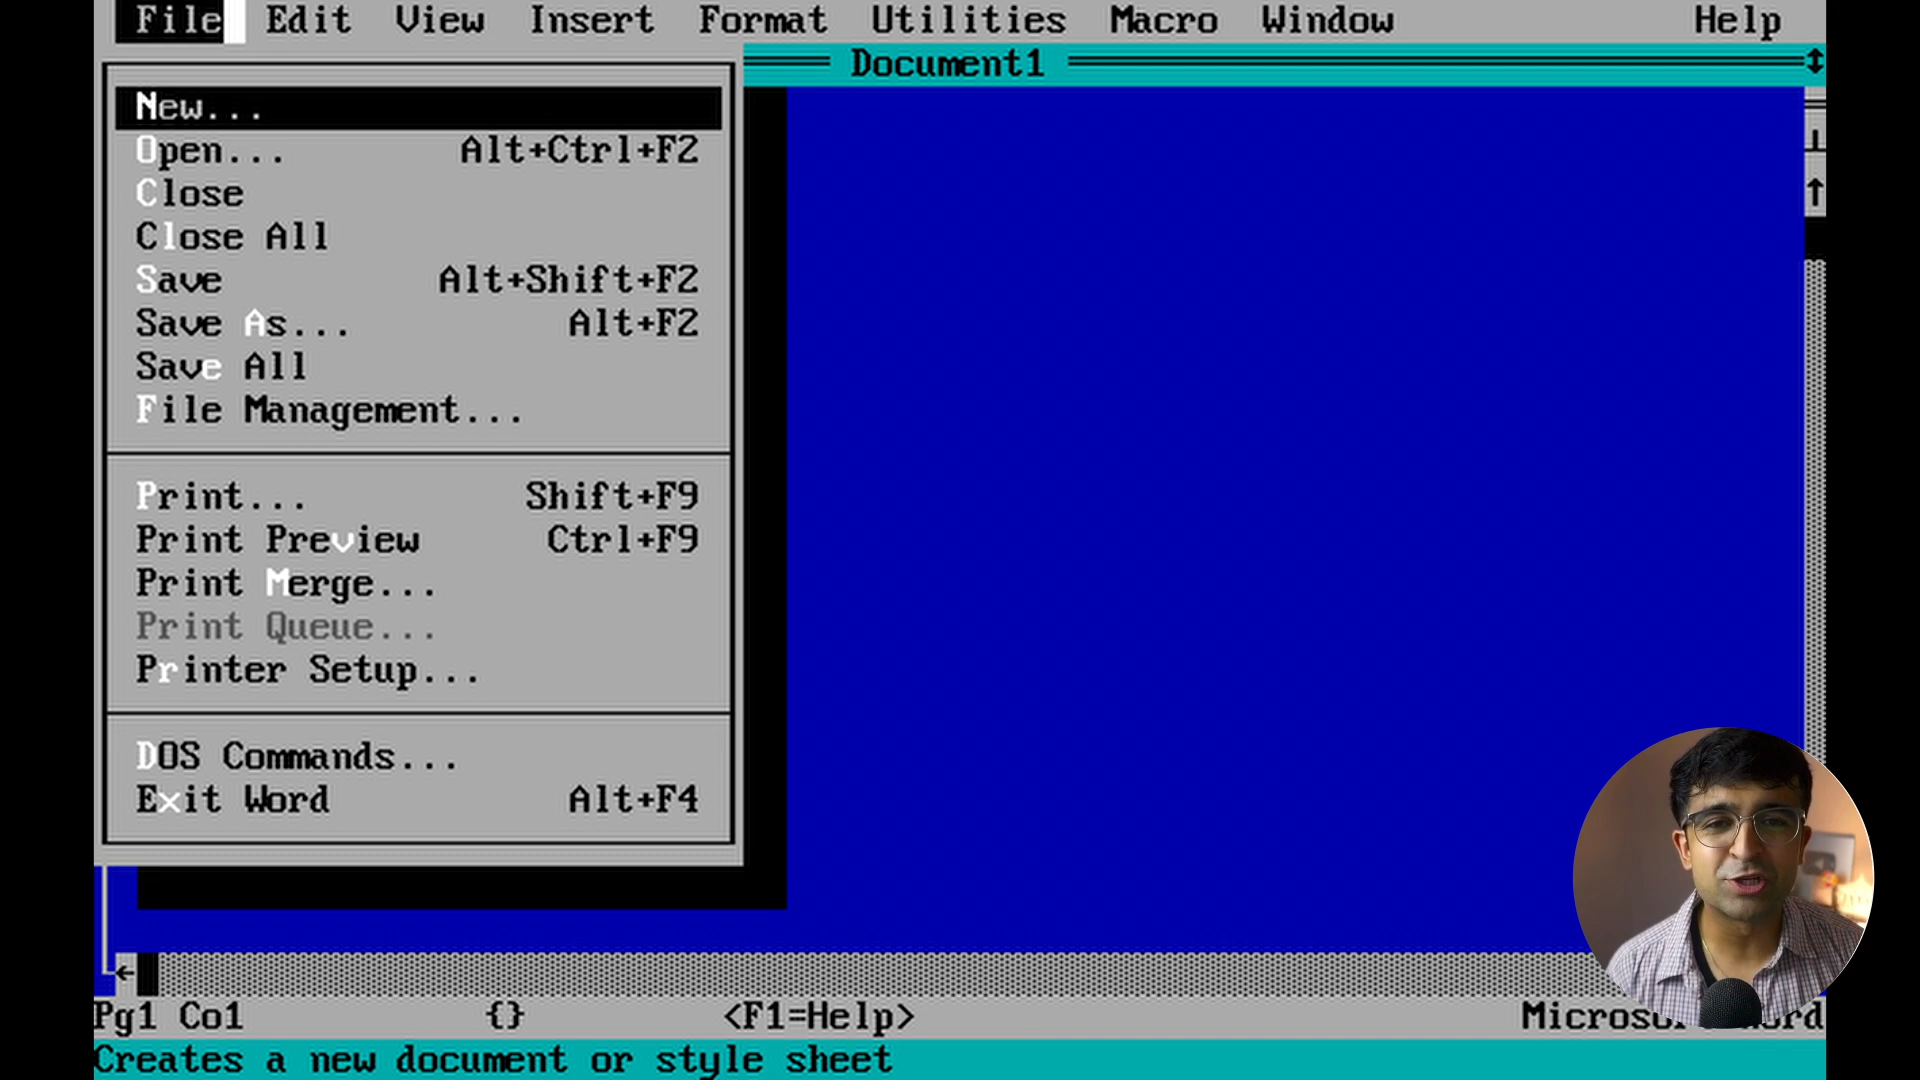 File Edit View Insert Format Utilities Macro Window Help
Document1
New...
Open... Alt+Ctrl+F2
Close
Close All
Save Alt+Shift+F2
Save As... Alt+F2
Save All
File Management...
Print... Shift+F9
Print Preview Ctrl+F9
Print Merge...
Print Queue...
Printer Setup...
DOS Commands...
Exit Word Alt+F4
Pg1 Co1 {} <F1=Help>
Creates a new document or style sheet